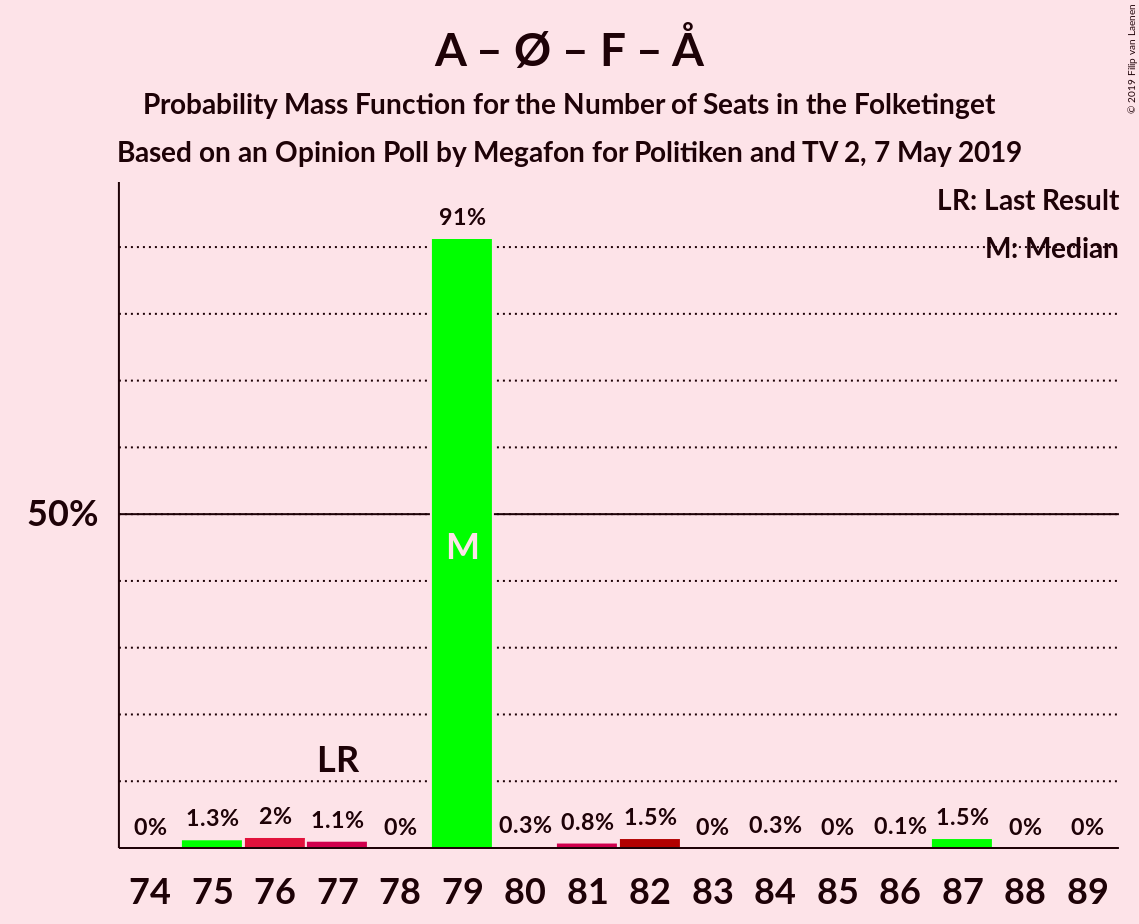 A – Ø – F – Å
Probability Mass Function for the Number of Seats in the Folketinget
Based on an Opinion Poll by Megafon for Politiken and TV 2, 7 May 2019
© 2019 Filip van Laenen
LR: Last Result
M: Median
91%
50%
M
LR
0% 1.3% 2% 1.1% 0% 0.3% 0.8% 1.5% 0% 0.3% 0% 0.1% 1.5% 0% 0%
74 75 76 77 78 79 80 81 82 83 84 85 86 87 88 89